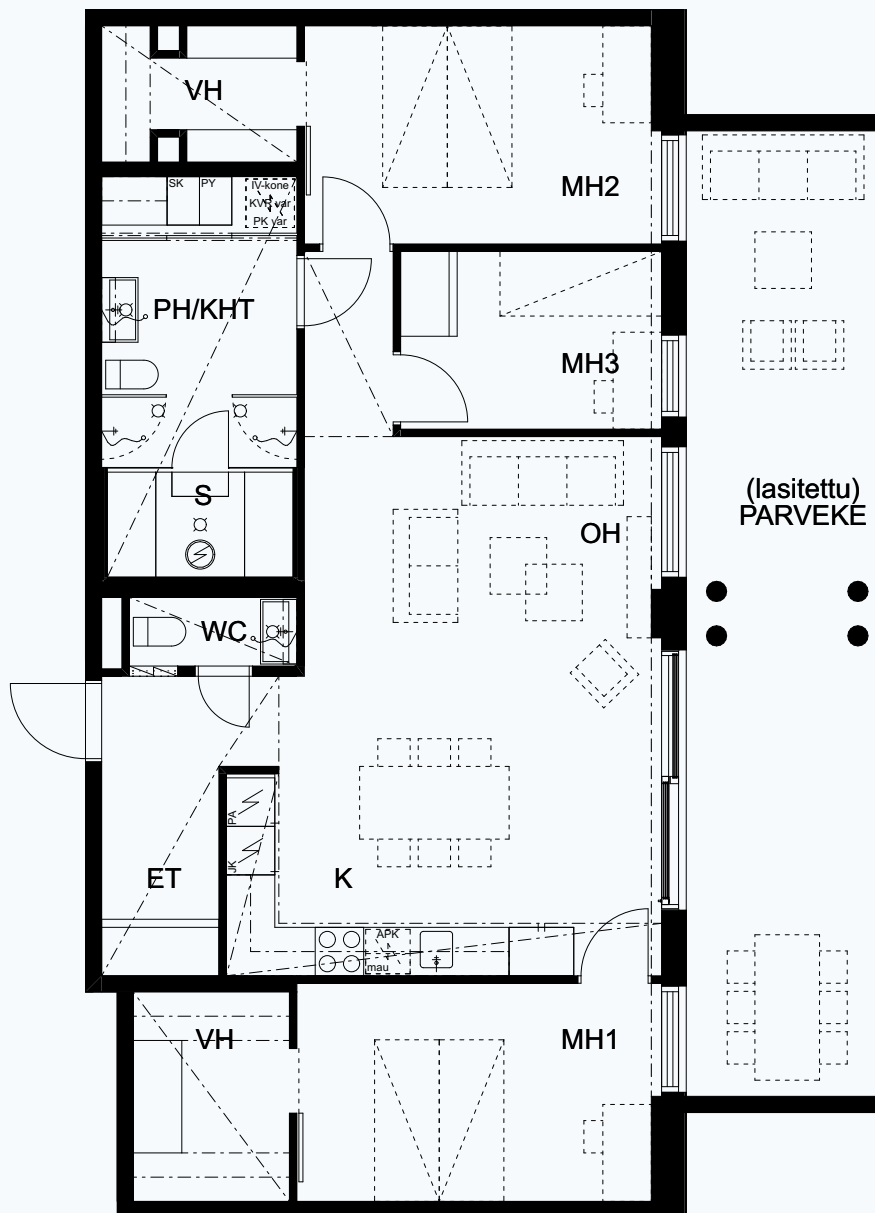 VH
SK PY
IV-kone
KVR var
PK var
MH2
PH/KHT
MH3
S
OH
(lasitettu)
PARVEKE
WC
PA
JK
ET
K
APK
mau
VH
MH1